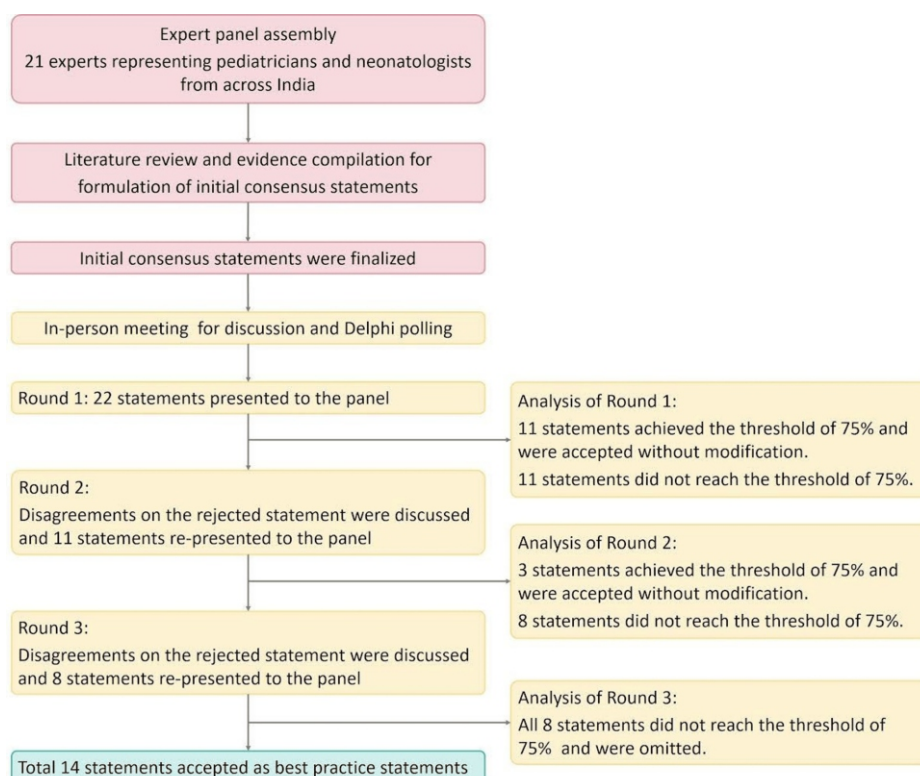 Expert panel assembly
21 experts representing pediatricians and neonatologists
from across India
Literature review and evidence compilation for
formulation of initial consensus statements
Initial consensus statements were finalized
In-person meeting for discussion and Delphi polling
Round 1: 22 statements presented to the panel
Analysis of Round 1:
11 statements achieved the threshold of 75% and
were accepted without modification.
11 statements did not reach the threshold of 75%.
Round 2:
Disagreements on the rejected statement were discussed
and 11 statements re-presented to the panel
Analysis of Round 2:
3 statements achieved the threshold of 75% and
were accepted without modification.
8 statements did not reach the threshold of 75%.
Round 3:
Disagreements on the rejected statement were discussed
and 8 statements re-presented to the panel
Analysis of Round 3:
All 8 statements did not reach the threshold of
75% and were omitted.
Total 14 statements accepted as best practice statements